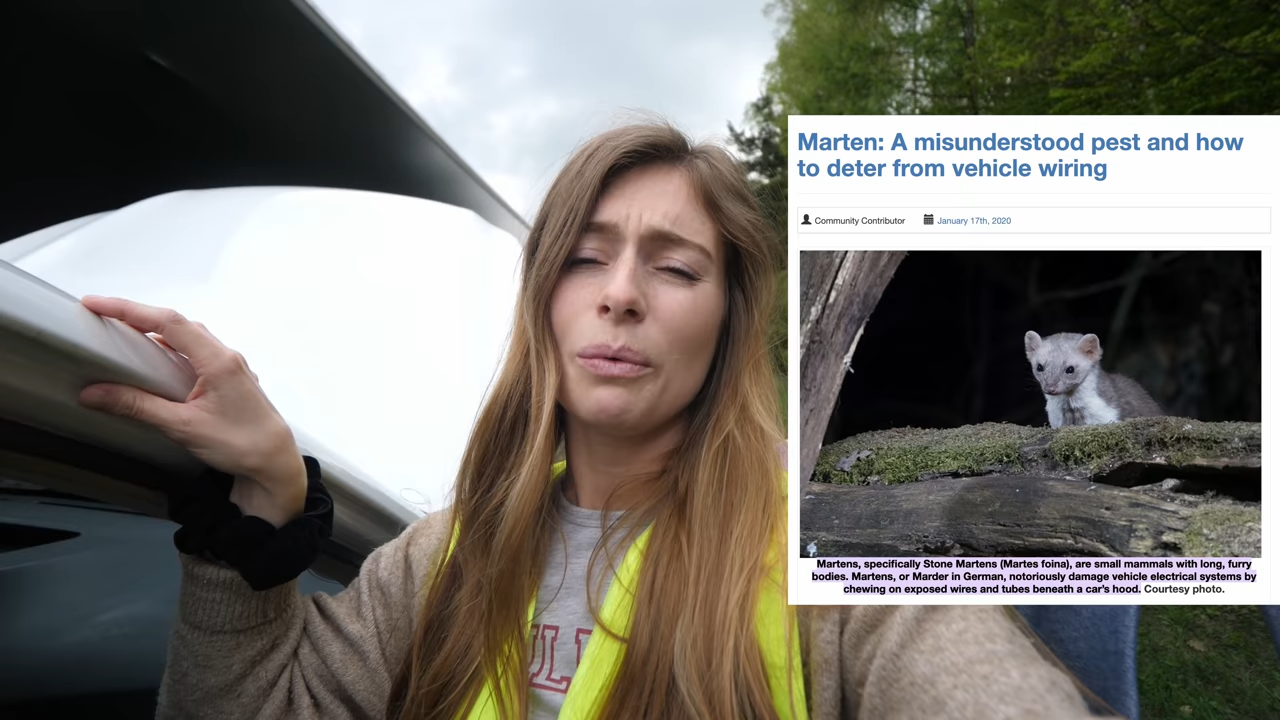 Marten: A misunderstood pest and how
to deter from vehicle wiring
Community Contributor January 17th, 2020
Martens, specifically Stone Martens (Martes foina), are small mammals with long, furry
bodies. Martens, or Marder in German, notoriously damage vehicle electrical systems by
chewing on exposed wires and tubes beneath a car's hood. Courtesy photo.